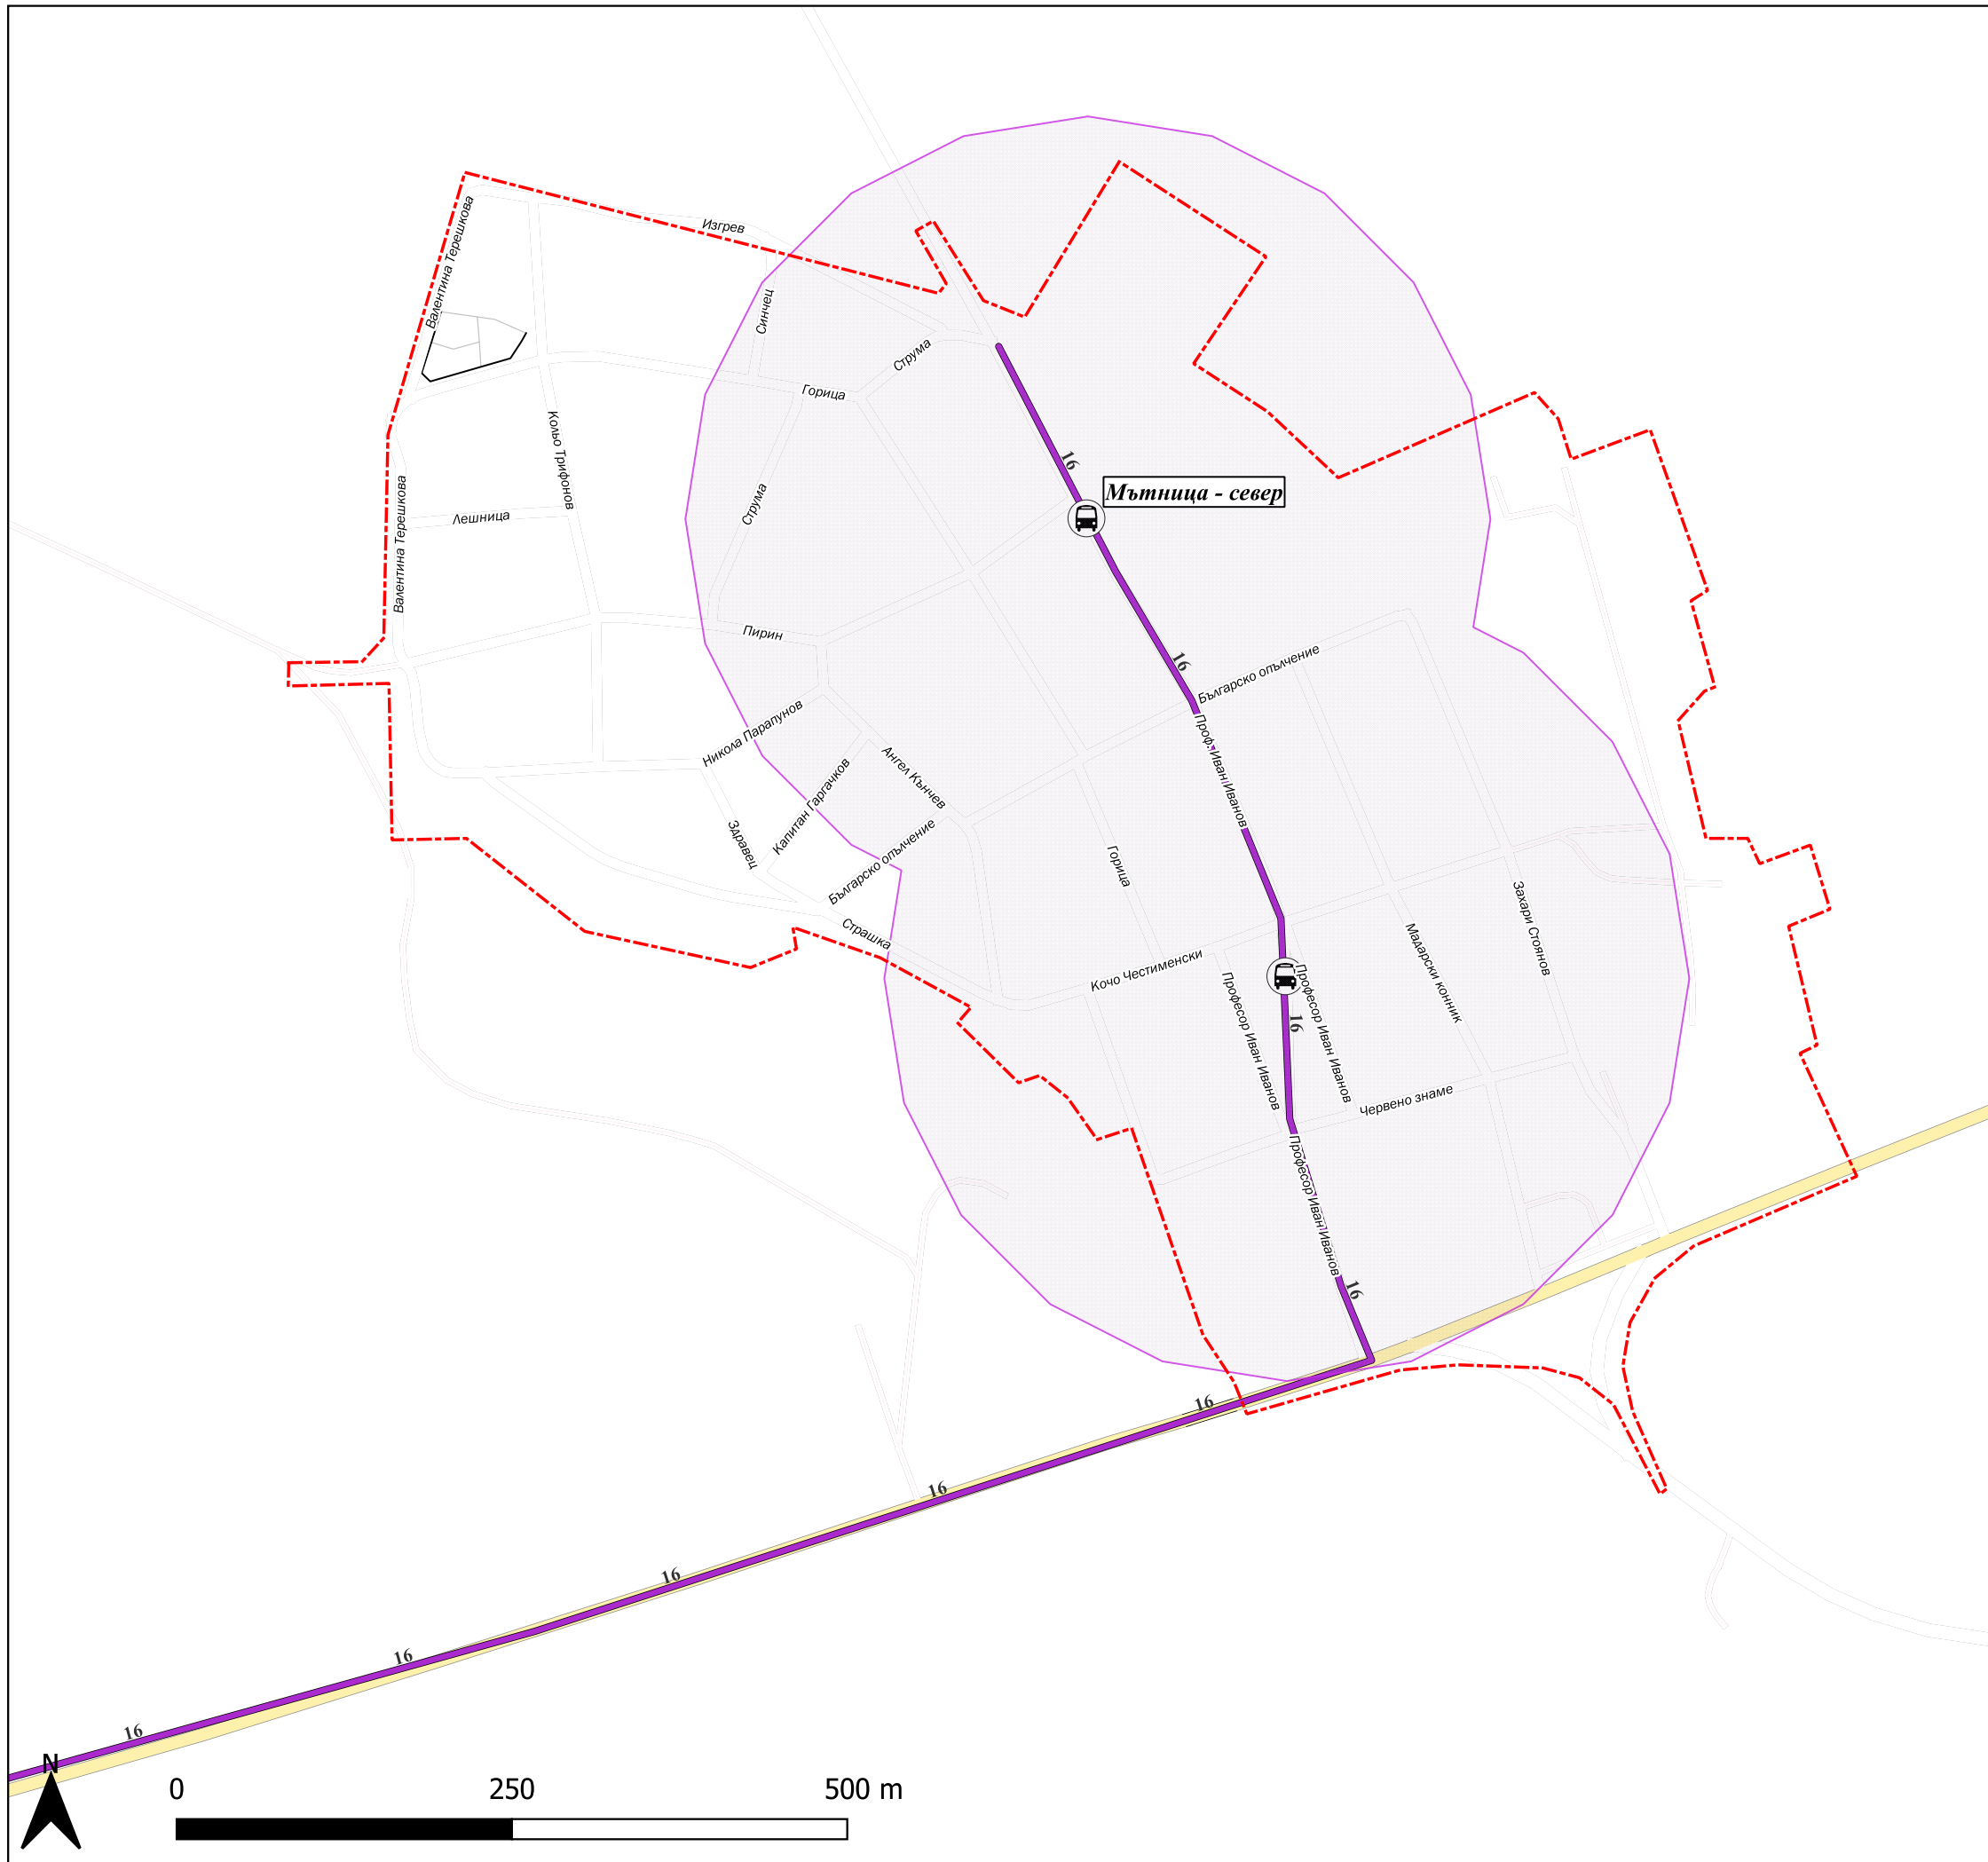 Изгрев
Валентина Терешкова
Синчец
Струма
Горица
16
Кольо Трифонов
Мътница - север
Струма
Лешница
Валентина Терешкова
Пирин
16
Българско опълчение
Никола Парапунов
Проф. Иван Иванов
Ангел Кънчев
Капитан Гаргачков
Здравец
Българско опълчение
Горица
Захари Стоянов
Страшка
Мадарски конник
Кочо Честименски
Професор Иван Иванов
Професор Иван Иванов
16
Червено знаме
Професор Иван Иванов
16
16
16
16
16
16
N
0 250 500 m